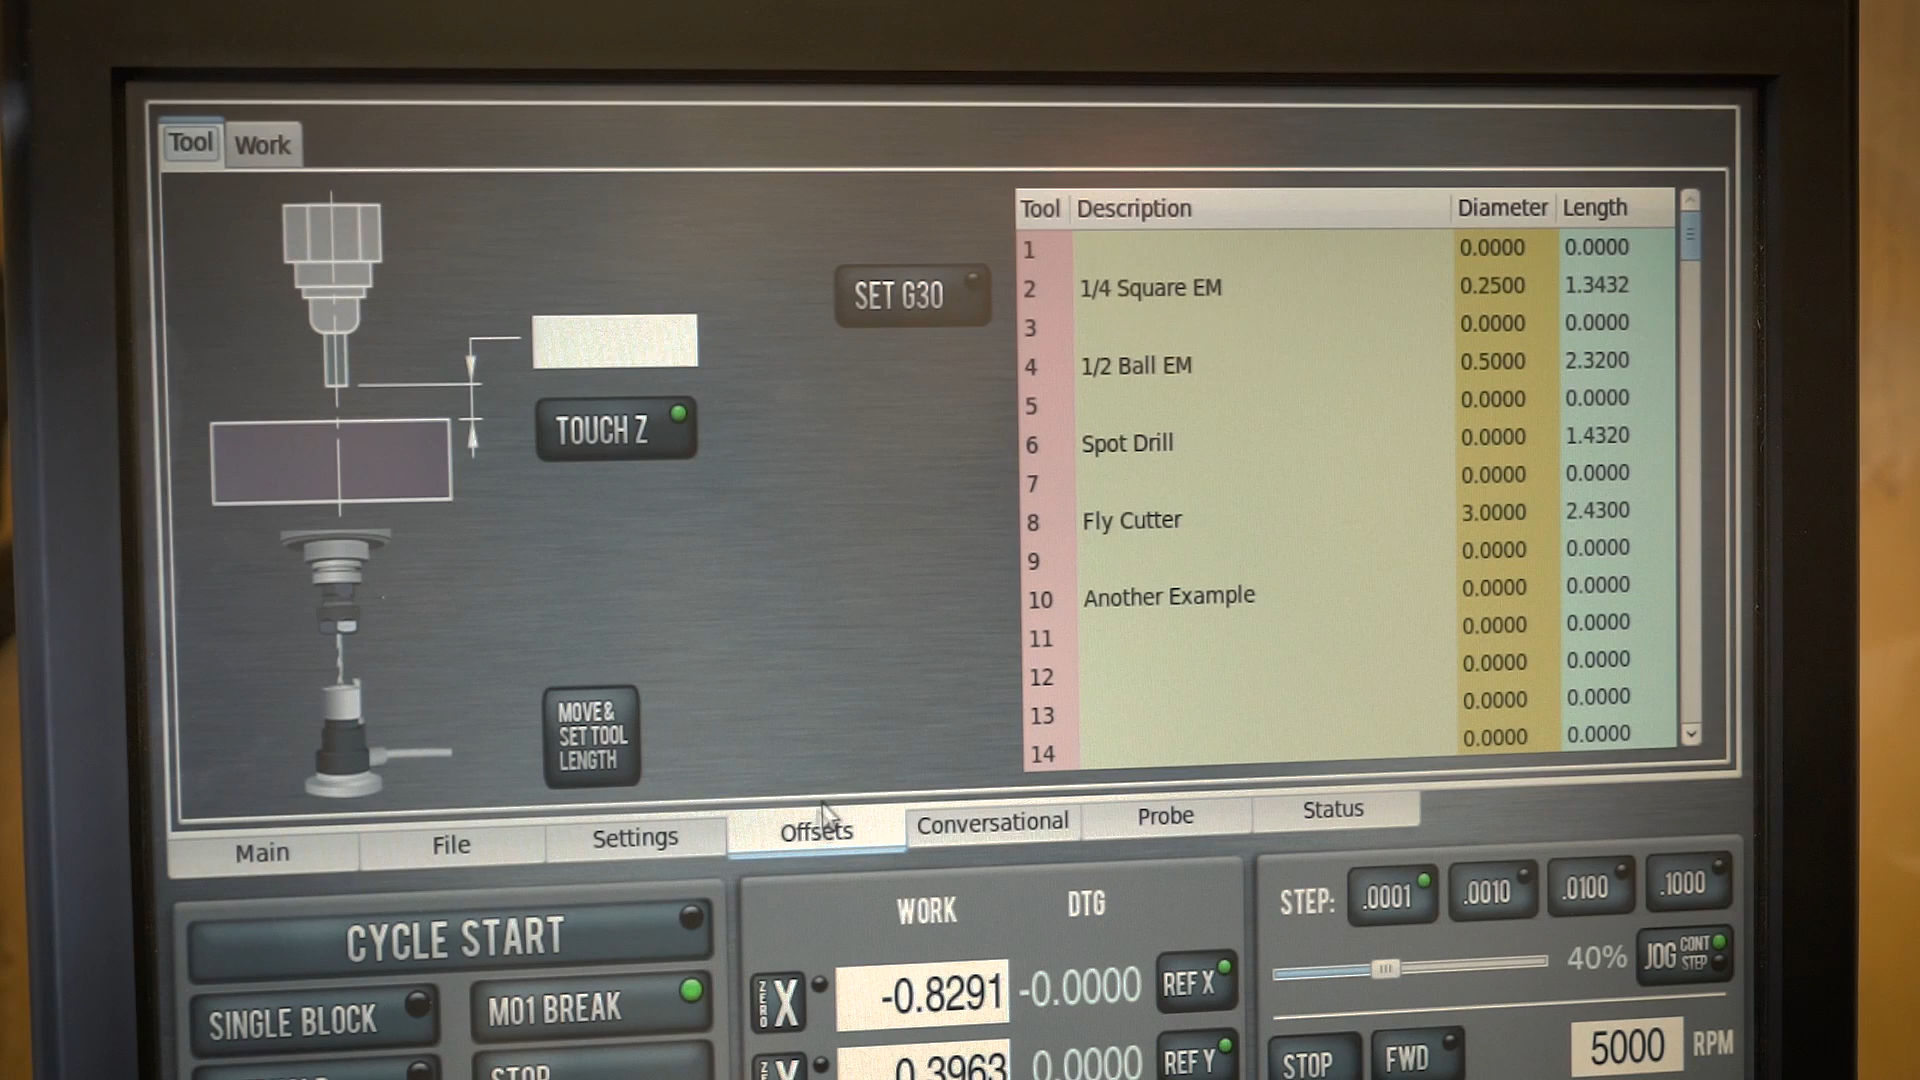 Tool Work
Tool Description Diameter Length
1 0.0000 0.0000
2 1/4 Square EM 0.2500 1.3432
3 0.0000 0.0000
4 1/2 Ball EM 0.5000 2.3200
5 0.0000 0.0000
6 Spot Drill 0.0000 1.4320
7 0.0000 0.0000
8 Fly Cutter 3.0000 2.4300
9 0.0000 0.0000
10 Another Example 0.0000 0.0000
11 0.0000 0.0000
12 0.0000 0.0000
13 0.0000 0.0000
14 0.0000 0.0000
SET G30
TOUCH Z
MOVE &
SET TOOL
LENGTH
Main File Settings Offsets Conversational Probe Status
CYCLE START
SINGLE BLOCK M01 BREAK
STOP
WORK DTG
ZERO X -0.8291 -0.0000 REF X
Y 0.3963 0.0000 REF Y
STEP: .0001 .0010 .0100 .1000
40% JOG CONT
STEP
STOP FWD 5000 RPM